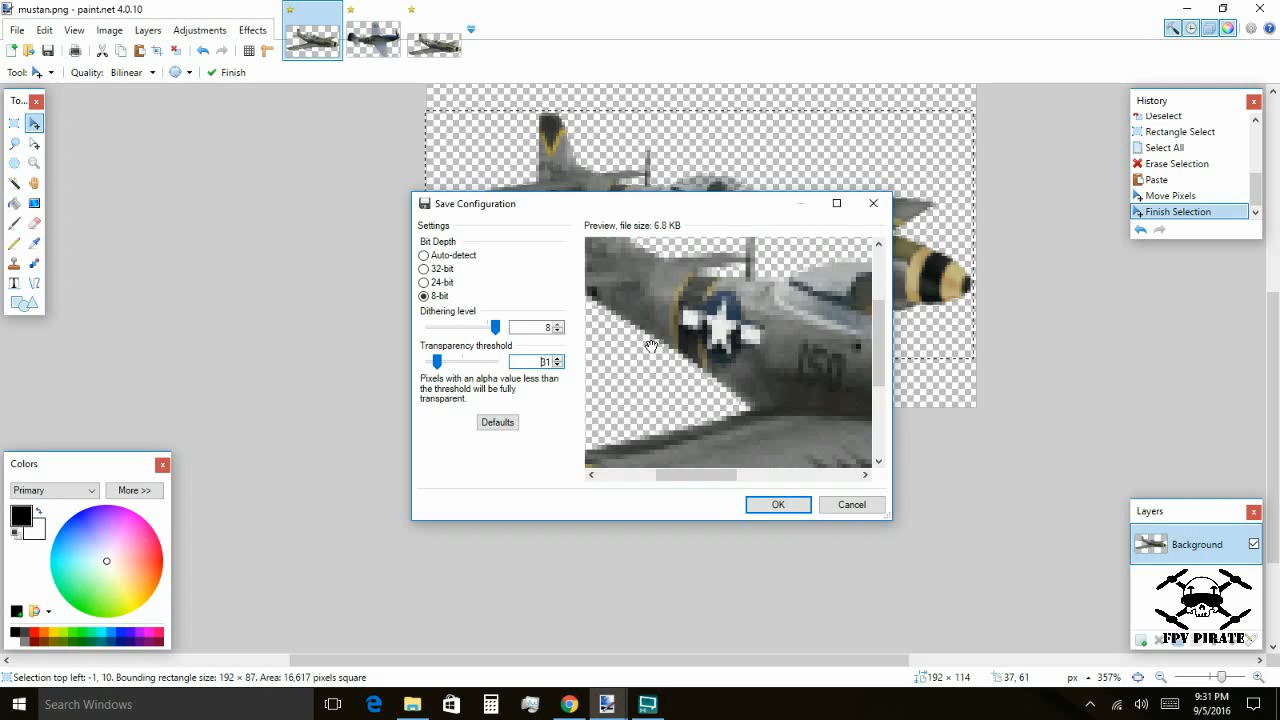 mustan.png - paint.net 4.0.10
File Edit View Image Layers Adjustments Effects
Tool: Quality: Bilinear Finish
To...
History
Deselect
Rectangle Select
Select All
Erase Selection
Paste
Move Pixels
Finish Selection
Save Configuration
Settings
Bit Depth
Auto-detect
32-bit
24-bit
8-bit
Dithering level
8
Transparency threshold
31
Pixels with an alpha value less than
the threshold will be fully
transparent.
Defaults
Preview, file size: 6.8 KB
OK Cancel
Colors
Primary More >>
Layers
Background
FPV PIRATE
Selection top left: -1, 10. Bounding rectangle size: 192 × 87. Area: 16,617 pixels square 192 × 114 37, 61 px 357%
Search Windows
9:31 PM
9/5/2016